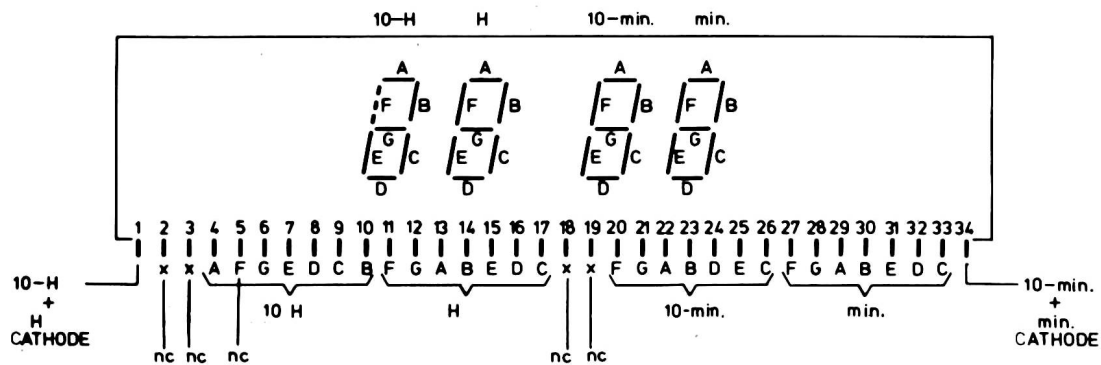 10-H H 10-min. min.
A A A A
F B F B F B F B
G G G G
E C E C E C E C
D D D D
1 2 3 4 5 6 7 8 9 10 11 12 13 14 15 16 17 18 19 20 21 22 23 24 25 26 27 28 29 30 31 32 33 34
x x A F G E D C B F G A B E D C x x F G A B D E C F G A B E D C
10-H
+
H
CATHODE
10 H H 10-min. min.
10-min.
+
min.
CATHODE
nc nc nc nc nc